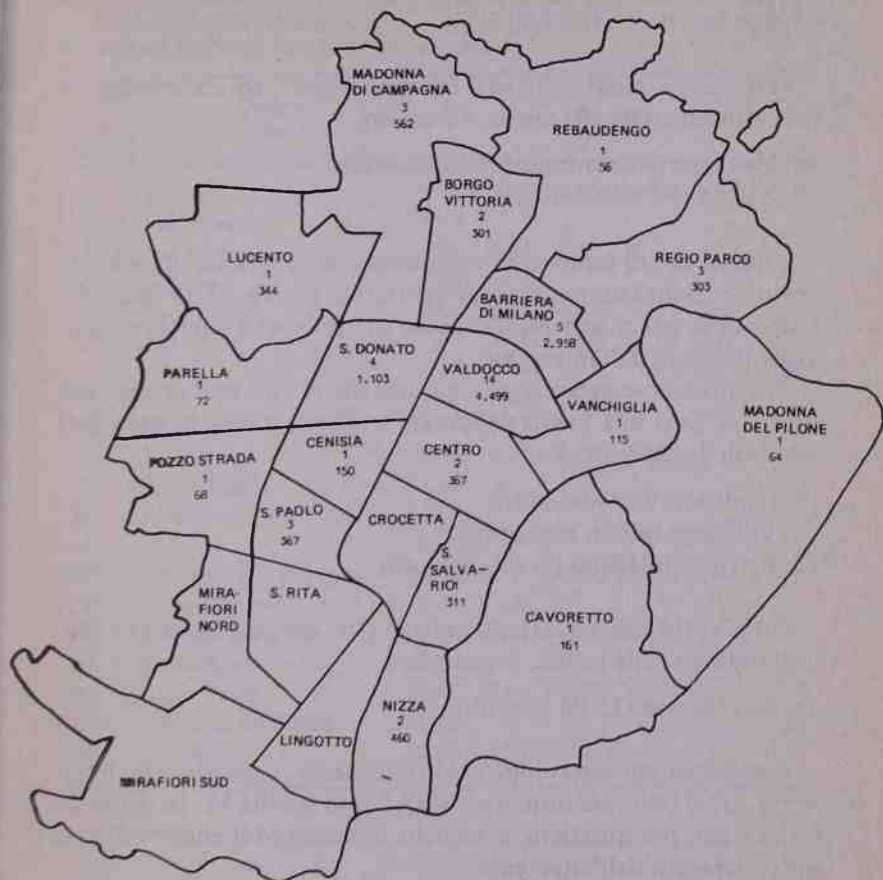 MADONNA
DI CAMPAGNA
3
562
REBAUDENGO
1
56
BORGO
VITTORIA
2
301
LUCENTO
1
344
REGIO PARCO
3
303
BARRIERA
DI MILANO
5
2.958
S. DONATO
4
1.103
VALDOCCO
14
4.499
PARELLA
1
72
VANCHIGLIA
1
115
MADONNA
DEL PILONE
1
64
CENISIA
1
150
CENTRO
2
367
POZZO STRADA
1
68
S. PAOLO
3
367
CROCETTA
S.
SALVA-
RIO1
311
MIRA-
FIORI
NORD
S. RITA
CAVORETTO
1
161
NIZZA
2
460
LINGOTTO
MIRAFIORI SUD